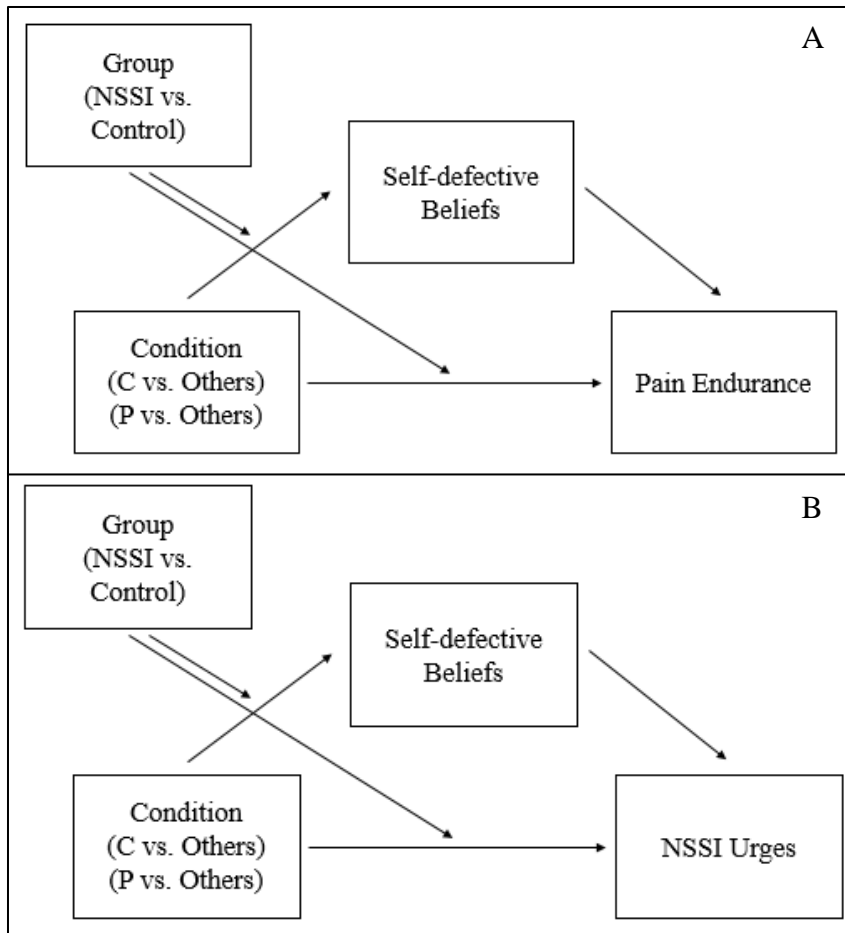 A
Group
(NSSI vs.
Control)
Self-defective
Beliefs
Condition
(C vs. Others)
(P vs. Others)
Pain Endurance
B
Group
(NSSI vs.
Control)
Self-defective
Beliefs
Condition
(C vs. Others)
(P vs. Others)
NSSI Urges